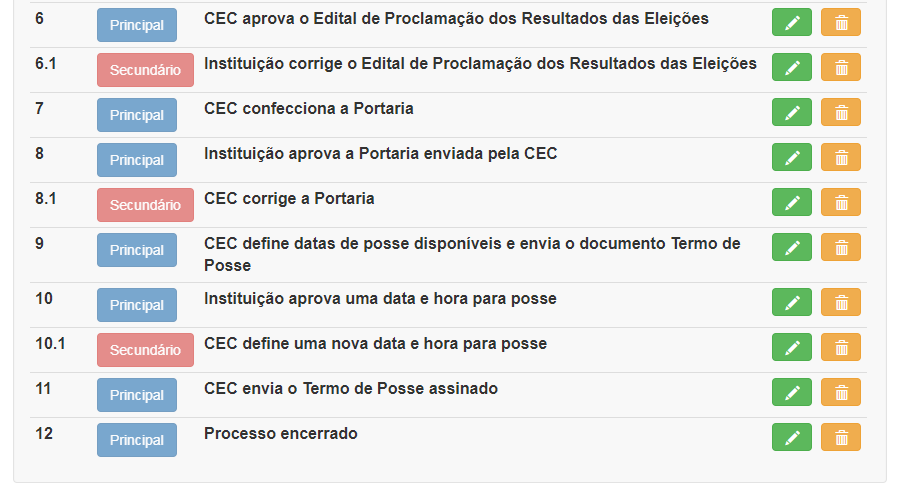 6 Principal CEC aprova o Edital de Proclamação dos Resultados das Eleições
6.1 Secundário Instituição corrige o Edital de Proclamação dos Resultados das Eleições
7 Principal CEC confecciona a Portaria
8 Principal Instituição aprova a Portaria enviada pela CEC
8.1 Secundário CEC corrige a Portaria
9 Principal CEC define datas de posse disponíveis e envia o documento Termo de
Posse
10 Principal Instituição aprova uma data e hora para posse
10.1 Secundário CEC define uma nova data e hora para posse
11 Principal CEC envia o Termo de Posse assinado
12 Principal Processo encerrado